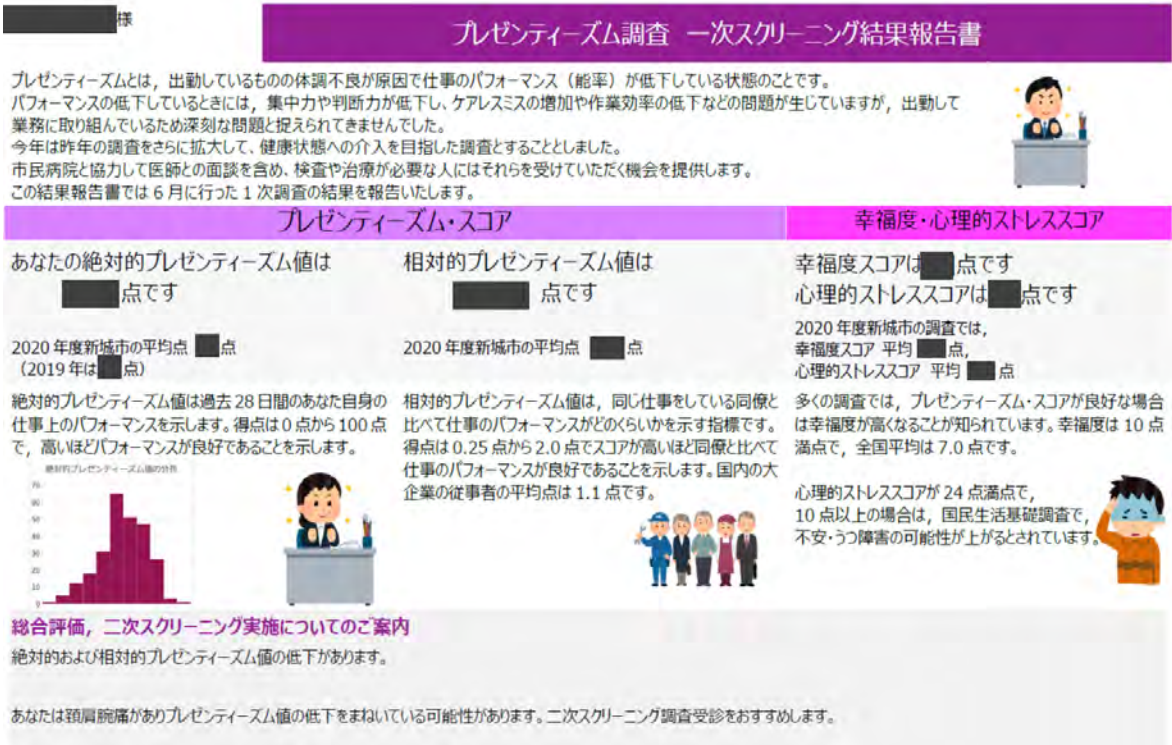 様
プレゼンティーズム調査 一次スクリーニング結果報告書
プレゼンティーズムとは，出勤しているものの体調不良が原因で仕事のパフォーマンス（能率）が低下している状態のことです。
パフォーマンスの低下しているときには，集中力や判断力が低下し、ケアレスミスの増加や作業効率の低下などの問題が生じていますが，出勤して
業務に取り組んでいるため深刻な問題と捉えられてきませんでした。
今年は昨年の調査をさらに拡大して、健康状態への介入を目指した調査とすることとしました。
市民病院と協力して医師との面談を含め、検査や治療が必要な人にはそれらを受けていただく機会を提供します。
この結果報告書では 6 月に行った 1 次調査の結果を報告いたします。
プレゼンティーズム・スコア
あなたの絶対的プレゼンティーズム値は
点です
2020 年度新城市の平均点 点
（2019 年は 点）
絶対的プレゼンティーズム値は過去 28 日間のあなた自身の
仕事上のパフォーマンスを示します。得点は 0 点から 100 点
で，高いほどパフォーマンスが良好であることを示します。
絶対的プレゼンティーズム値の分布
70
60
50
40
30
20
10
0
相対的プレゼンティーズム値は
点です
2020 年度新城市の平均点 点
相対的プレゼンティーズム値は，同じ仕事をしている同僚と
比べて仕事のパフォーマンスがどのくらいかを示す指標です。
得点は 0.25 点から 2.0 点でスコアが高いほど同僚と比べて
仕事のパフォーマンスが良好であることを示します。国内の大
企業の従事者の平均点は 1.1 点です。
幸福度・心理的ストレススコア
幸福度スコアは 点です
心理的ストレススコアは 点です
2020 年度新城市の調査では，
幸福度スコア 平均 点，
心理的ストレススコア 平均 点
多くの調査では，プレゼンティーズム・スコアが良好な場合
は幸福度が高くなることが知られています。幸福度は 10 点
満点で，全国平均は 7.0 点です。
心理的ストレススコアが 24 点満点で，
10 点以上の場合は，国民生活基礎調査で，
不安・うつ障害の可能性が上がるとされています。
総合評価，二次スクリーニング実施についてのご案内
絶対的および相対的プレゼンティーズム値の低下があります。
あなたは頚肩腕痛がありプレゼンティーズム値の低下をまねいている可能性があります。二次スクリーニング調査受診をおすすめします。